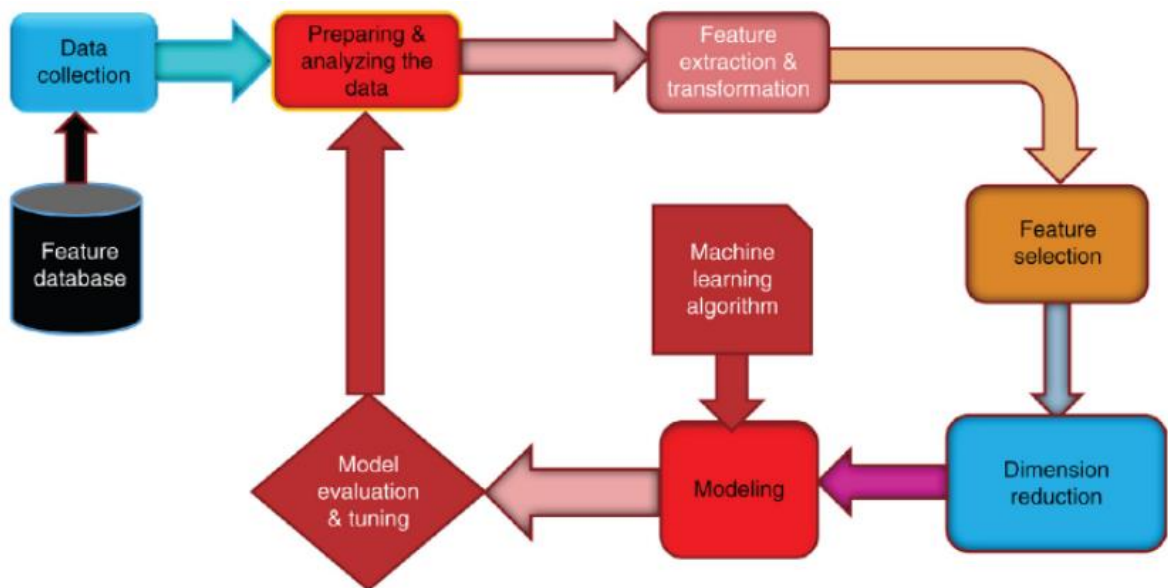 Data
collection
Preparing &
analyzing the
data
Feature
extraction &
transformation
Feature
database
Machine
learning
algorithm
Feature
selection
Model
evaluation
& tuning
Modeling
Dimension
reduction